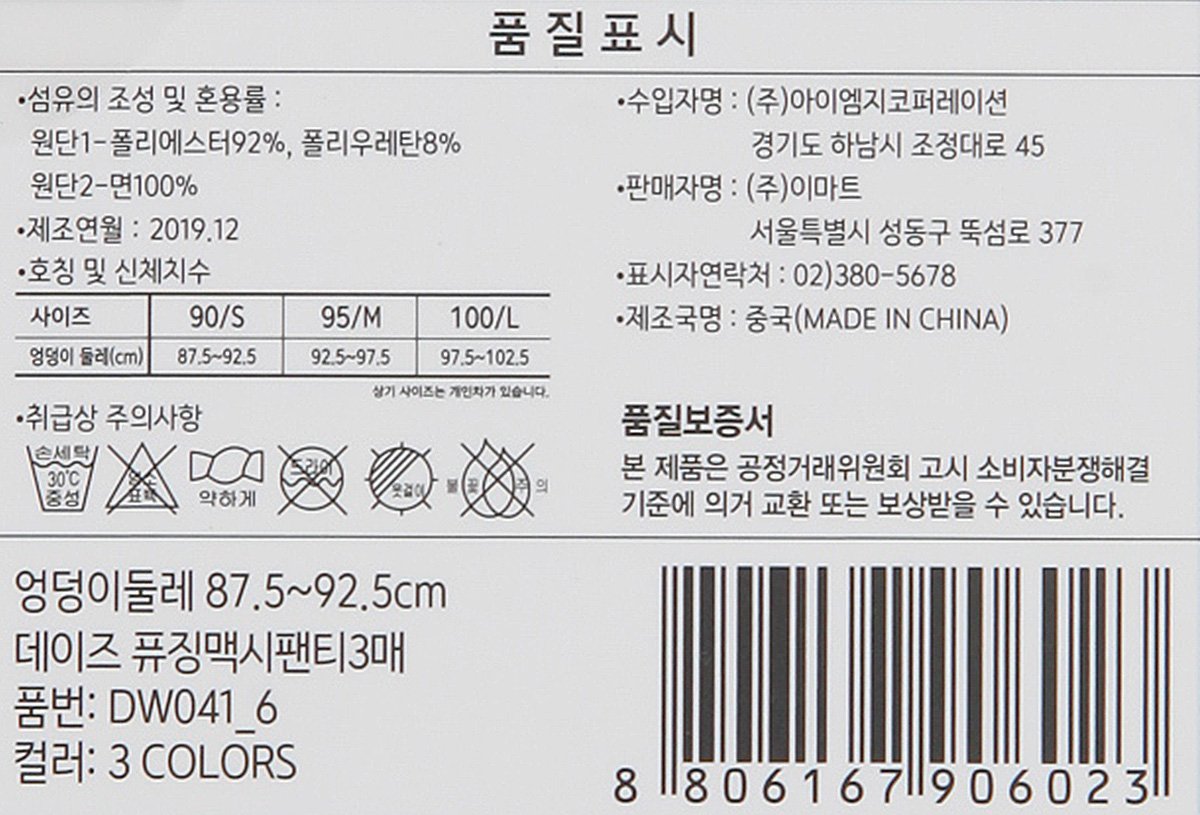 품질표시
•섬유의 조성 및 혼용률 :
원단1-폴리에스터92%, 폴리우레탄8%
원단2-면100%
•제조연월 : 2019.12
•호칭 및 신체치수
사이즈 90/S 95/M 100/L
엉덩이 둘레(cm) 87.5~92.5 92.5~97.5 97.5~102.5
상기 사이즈는 개인차가 있습니다.
•취급상 주의사항
손세탁
30℃
중성
염소
표백
약하게
드라이
옷걸이
불꽃 주의
•수입자명 : (주)아이엠지코퍼레이션
경기도 하남시 조정대로 45
•판매자명 : (주)이마트
서울특별시 성동구 뚝섬로 377
•표시자연락처 : 02)380-5678
•제조국명 : 중국(MADE IN CHINA)
품질보증서
본 제품은 공정거래위원회 고시 소비자분쟁해결
기준에 의거 교환 또는 보상받을 수 있습니다.
엉덩이둘레 87.5~92.5cm
데이즈 퓨징맥시팬티3매
품번: DW041_6
컬러: 3 COLORS
8 806167 906023